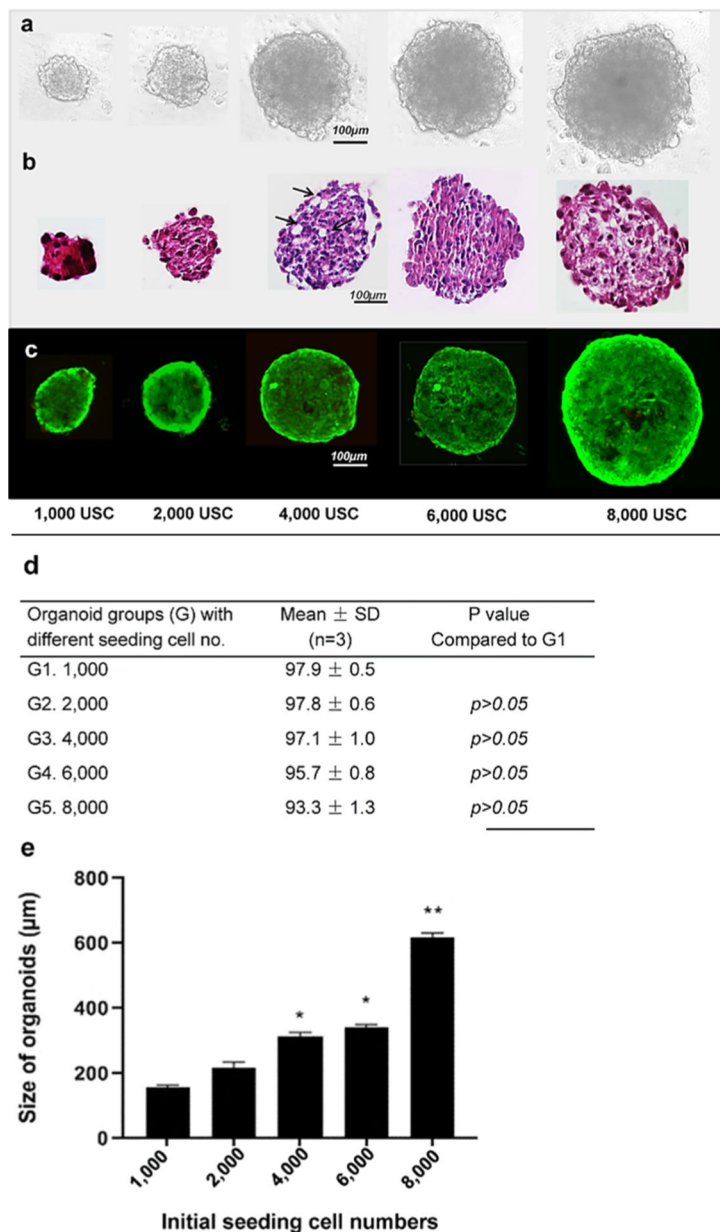 a
100µm
b
100µm
c
100µm
1,000 USC 2,000 USC 4,000 USC 6,000 USC 8,000 USC
d
Organoid groups (G) with different seeding cell no. Mean ± SD (n=3) P value Compared to G1
G1. 1,000 97.9 ± 0.5
G2. 2,000 97.8 ± 0.6 p>0.05
G3. 4,000 97.1 ± 1.0 p>0.05
G4. 6,000 95.7 ± 0.8 p>0.05
G5. 8,000 93.3 ± 1.3 p>0.05
e
Size of organoids (µm)
800
600
400
200
0
*
*
**
1,000 2,000 4,000 6,000 8,000
Initial seeding cell numbers